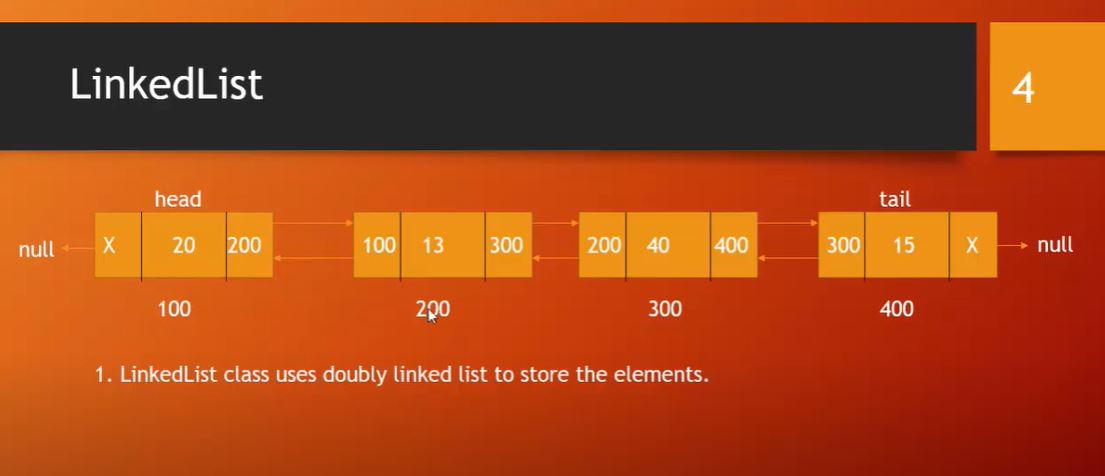 LinkedList
4
head tail
null X 20 200 100 13 300 200 40 400 300 15 X null
100 200 300 400
1. LinkedList class uses doubly linked list to store the elements.